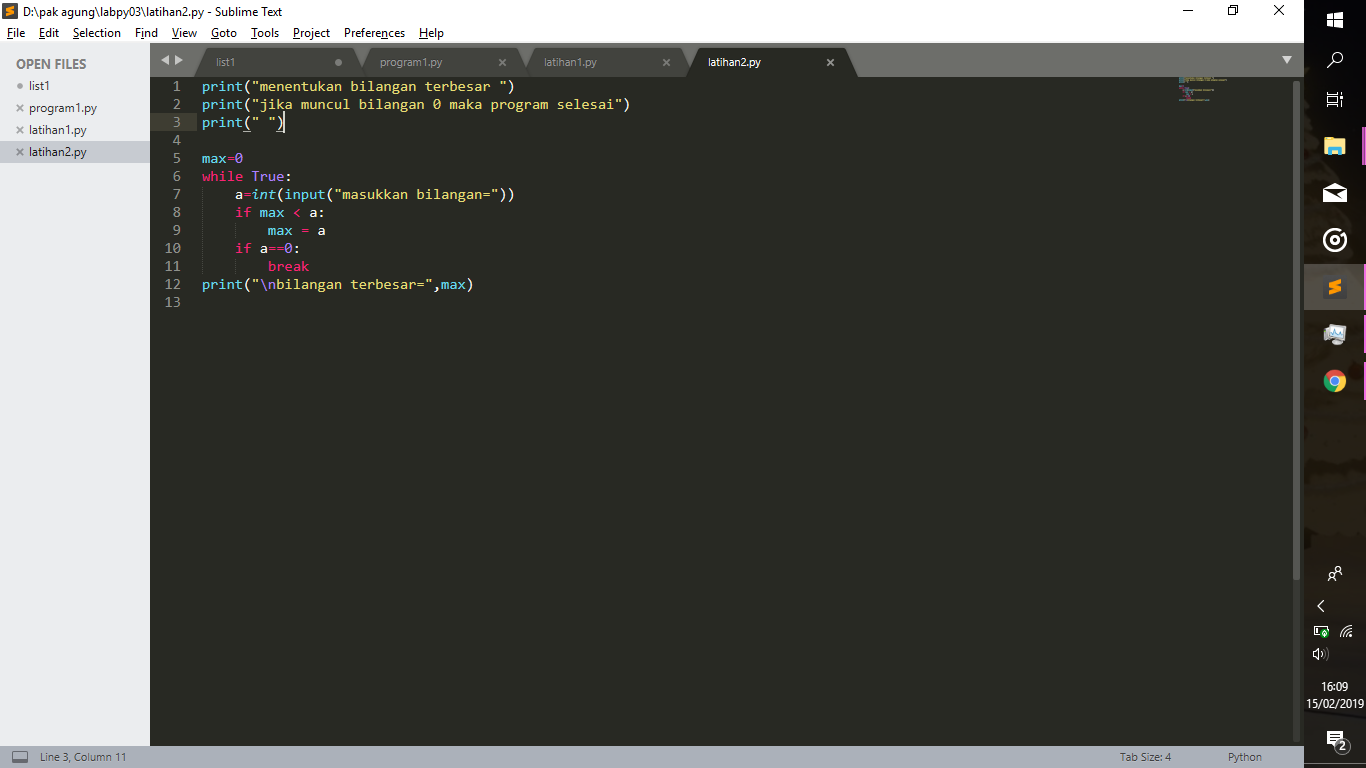 D:\pak agung\labpy03\latihan2.py - Sublime Text
File Edit Selection Find View Goto Tools Project Preferences Help
OPEN FILES
list1
program1.py
latihan1.py
latihan2.py
list1 program1.py latihan1.py latihan2.py
1 print("menentukan bilangan terbesar ")
2 print("jika muncul bilangan 0 maka program selesai")
3 print(" ")
4
5 max=0
6 while True:
7     a=int(input("masukkan bilangan="))
8     if max < a:
9         max = a
10     if a==0:
11         break
12 print("\nbilangan terbesar=",max)
13
Line 3, Column 11 Tab Size: 4 Python
16:09
15/02/2019
2